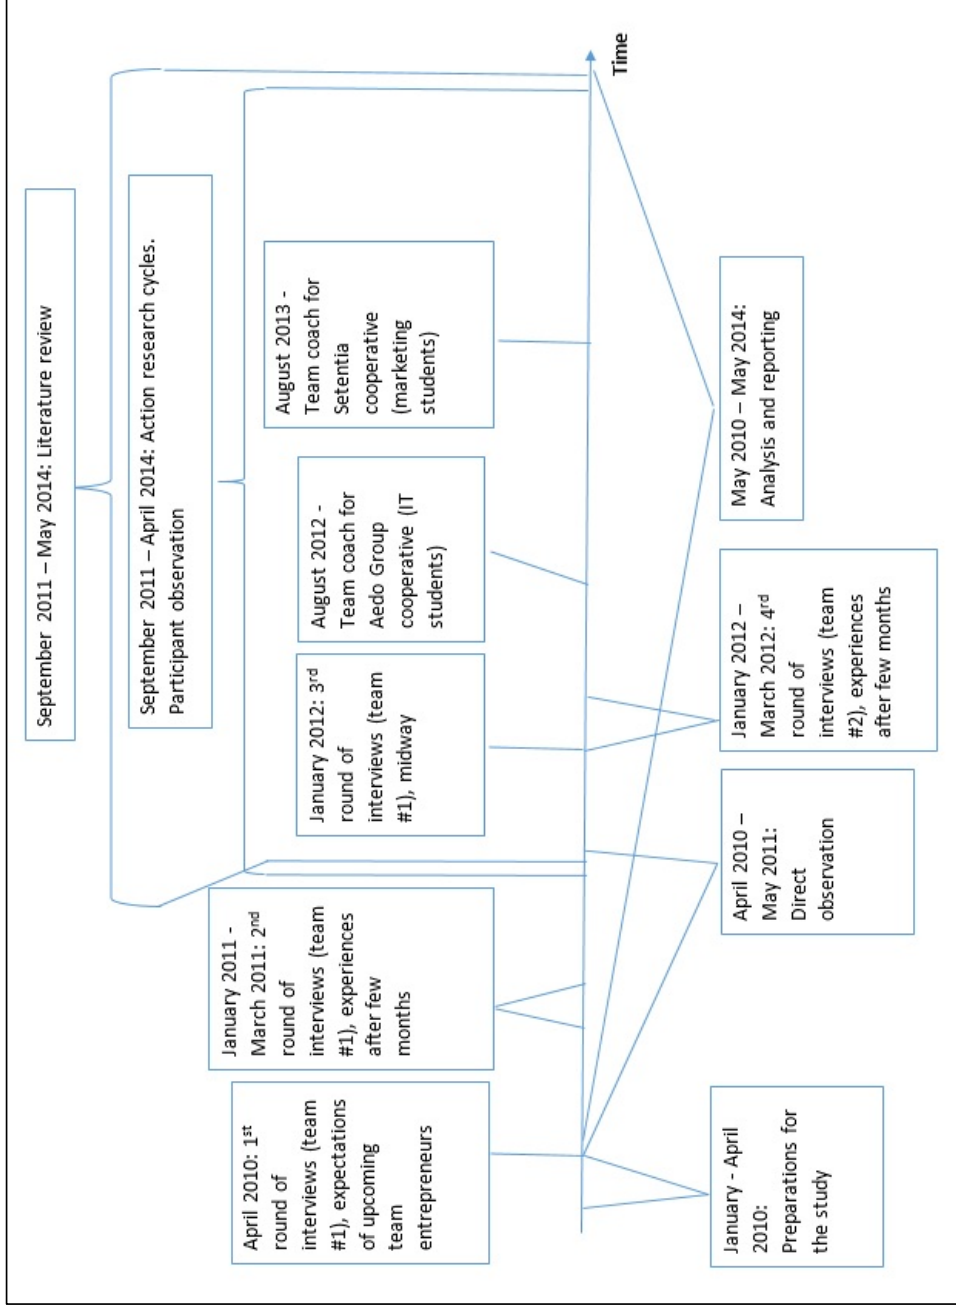 September 2011 – May 2014: Literature review
September 2011 – April 2014: Action research cycles.
Participant observation
April 2010: 1st
round of
interviews (team
#1), expectations
of upcoming
team
entrepreneurs
January 2011 -
March 2011: 2nd
round of
interviews (team
#1), experiences
after few
months
January 2012: 3rd
round of
interviews (team
#1), midway
August 2012 -
Team coach for
Aedo Group
cooperative (IT
students)
August 2013 -
Team coach for
Setentia
cooperative
(marketing
students)
Time
January - April
2010:
Preparations for
the study
April 2010 –
May 2011:
Direct
observation
January 2012 –
March 2012: 4rd
round of
interviews (team
#2), experiences
after few months
May 2010 – May 2014:
Analysis and reporting